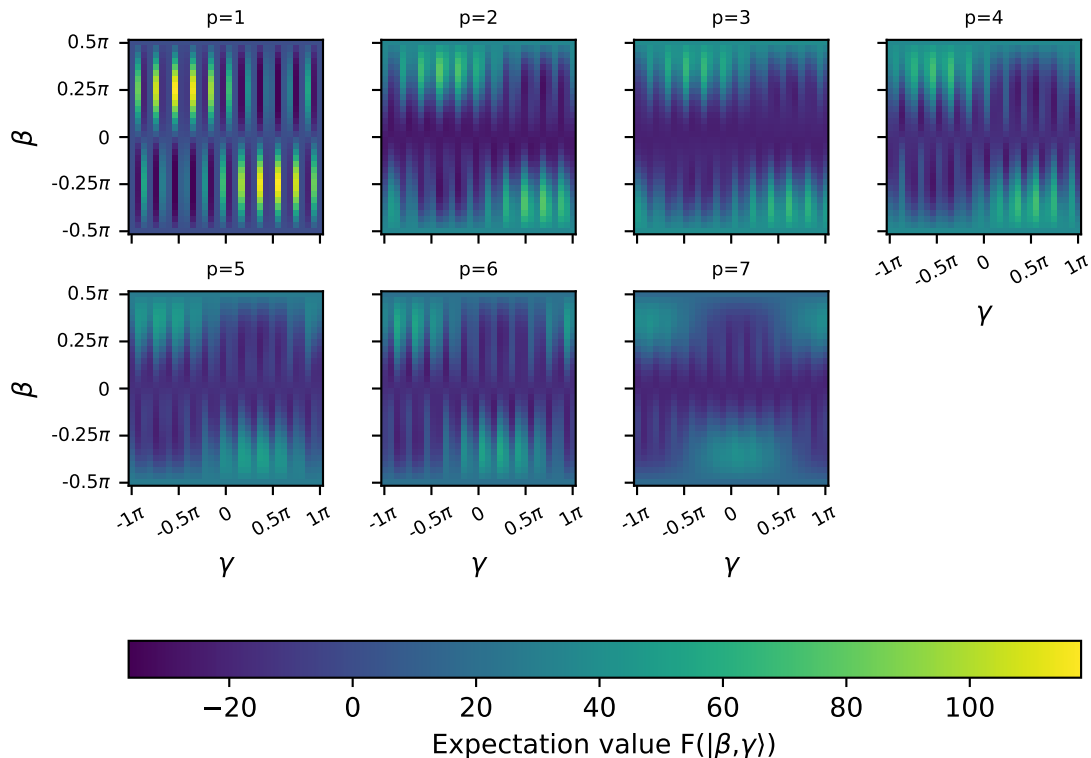 p=1 p=2 p=3 p=4
0.5π
0.25π
0
-0.25π
-0.5π
β
-1π -0.5π 0 0.5π 1π
γ
p=5 p=6 p=7
0.5π
0.25π
0
-0.25π
-0.5π
β
-1π -0.5π 0 0.5π 1π -1π -0.5π 0 0.5π 1π -1π -0.5π 0 0.5π 1π
γ γ γ
−20 0 20 40 60 80 100
Expectation value F(|β,γ⟩)